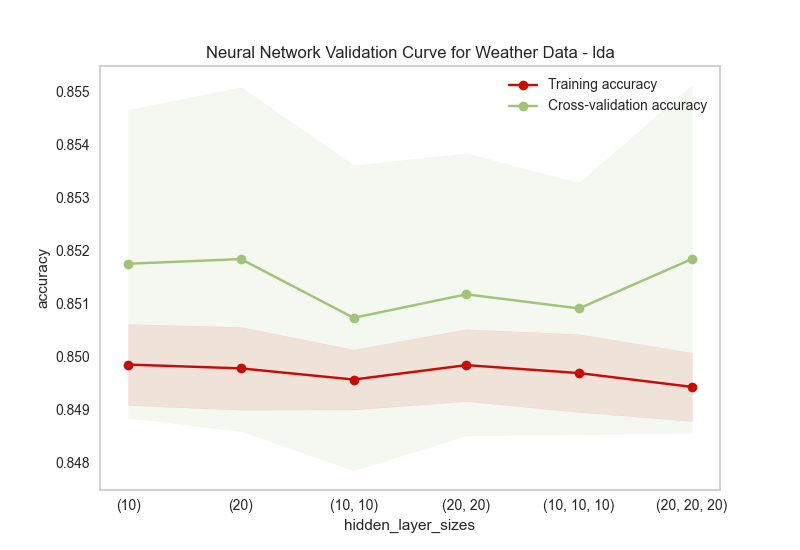 Neural Network Validation Curve for Weather Data - lda
Training accuracy
Cross-validation accuracy
0.855
0.854
0.853
0.852
0.851
0.850
0.849
0.848
accuracy
(10)
(20)
(10, 10)
(20, 20)
(10, 10, 10)
(20, 20, 20)
hidden_layer_sizes